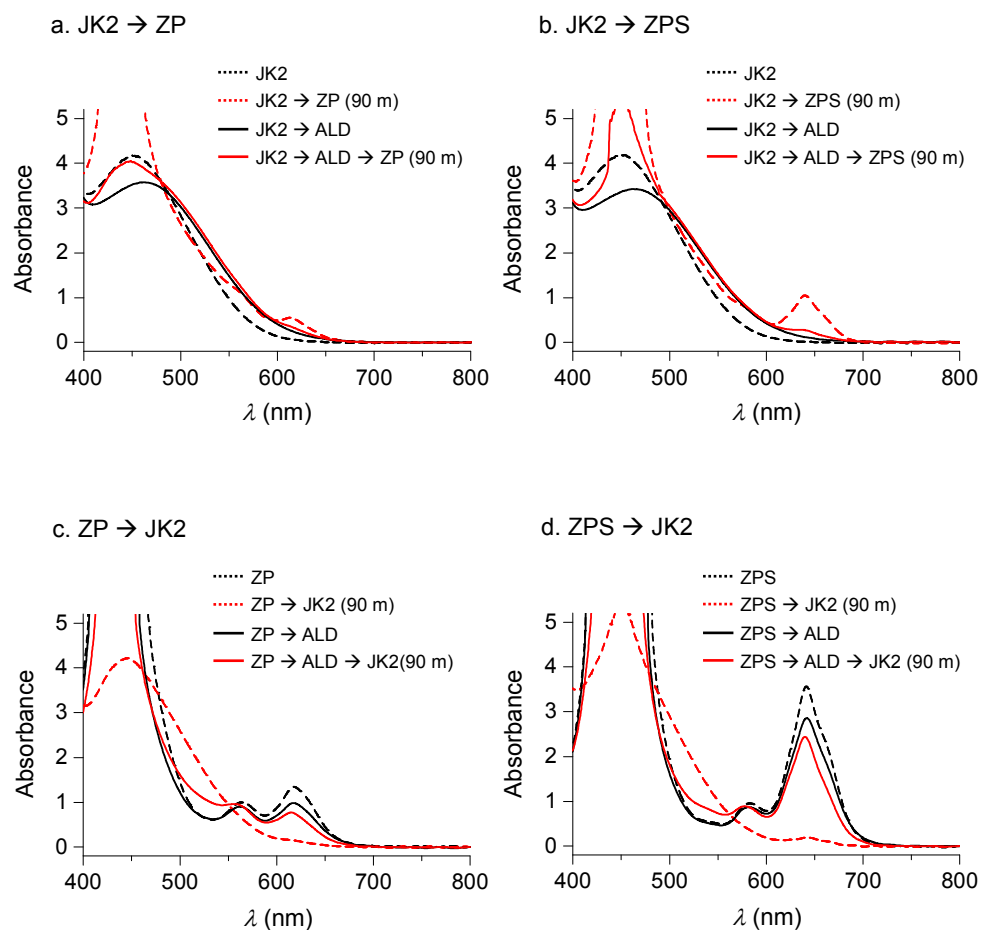 a. JK2 → ZP
JK2
JK2 → ZP (90 m)
JK2 → ALD
JK2 → ALD → ZP (90 m)
Absorbance
5
4
3
2
1
0
400 500 600 700 800
λ (nm)
b. JK2 → ZPS
JK2
JK2 → ZPS (90 m)
JK2 → ALD
JK2 → ALD → ZPS (90 m)
Absorbance
5
4
3
2
1
0
400 500 600 700 800
λ (nm)
c. ZP → JK2
ZP
ZP → JK2 (90 m)
ZP → ALD
ZP → ALD → JK2(90 m)
Absorbance
5
4
3
2
1
0
400 500 600 700 800
λ (nm)
d. ZPS → JK2
ZPS
ZPS → JK2 (90 m)
ZPS → ALD
ZPS → ALD → JK2 (90 m)
Absorbance
5
4
3
2
1
0
400 500 600 700 800
λ (nm)